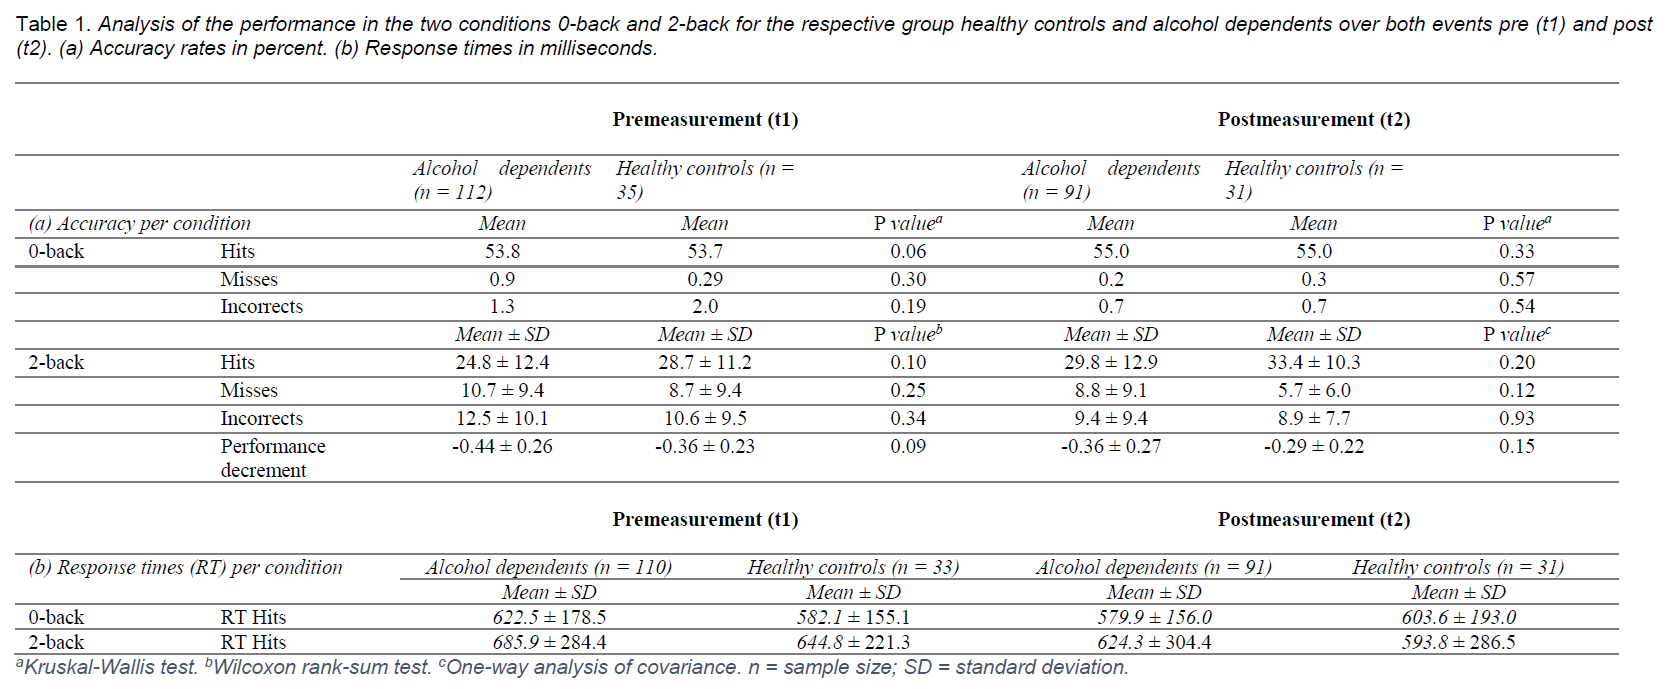 Table 1. Analysis of the performance in the two conditions 0-back and 2-back for the respective group healthy controls and alcohol dependents over both events pre (t1) and post
(t2). (a) Accuracy rates in percent. (b) Response times in milliseconds.
Premeasurement (t1) Postmeasurement (t2)
Alcohol dependents Healthy controls (n = Alcohol dependents Healthy controls (n =
(n = 112) 35) (n = 91) 31)
(a) Accuracy per condition Mean Mean P valueᵃ Mean Mean P valueᵃ
0-back Hits 53.8 53.7 0.06 55.0 55.0 0.33
Misses 0.9 0.29 0.30 0.2 0.3 0.57
Incorrects 1.3 2.0 0.19 0.7 0.7 0.54
Mean ± SD Mean ± SD P valueᵇ Mean ± SD Mean ± SD P valueᶜ
2-back Hits 24.8 ± 12.4 28.7 ± 11.2 0.10 29.8 ± 12.9 33.4 ± 10.3 0.20
Misses 10.7 ± 9.4 8.7 ± 9.4 0.25 8.8 ± 9.1 5.7 ± 6.0 0.12
Incorrects 12.5 ± 10.1 10.6 ± 9.5 0.34 9.4 ± 9.4 8.9 ± 7.7 0.93
Performance -0.44 ± 0.26 -0.36 ± 0.23 0.09 -0.36 ± 0.27 -0.29 ± 0.22 0.15
decrement
Premeasurement (t1) Postmeasurement (t2)
(b) Response times (RT) per condition Alcohol dependents (n = 110) Healthy controls (n = 33) Alcohol dependents (n = 91) Healthy controls (n = 31)
Mean ± SD Mean ± SD Mean ± SD Mean ± SD
0-back RT Hits 622.5 ± 178.5 582.1 ± 155.1 579.9 ± 156.0 603.6 ± 193.0
2-back RT Hits 685.9 ± 284.4 644.8 ± 221.3 624.3 ± 304.4 593.8 ± 286.5
ᵃKruskal-Wallis test. ᵇWilcoxon rank-sum test. ᶜOne-way analysis of covariance. n = sample size; SD = standard deviation.